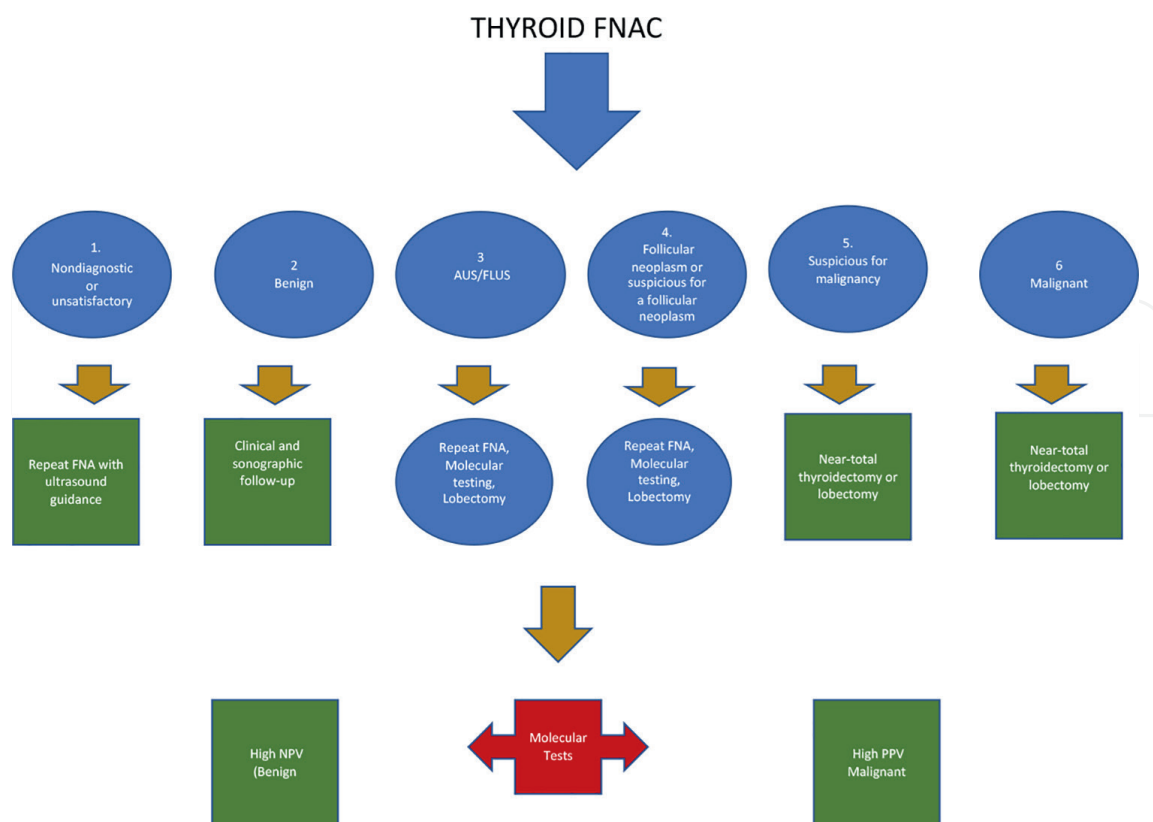 THYROID FNAC
1.
Nondiagnostic
or
unsatisfactory
2
Benign
3
AUS/FLUS
4.
Follicular
neoplasm or
suspicious for
a follicular
neoplasm
5.
Suspicious for
malignancy
6
Malignant
Repeat FNA with
ultrasound
guidance
Clinical and
sonographic
follow-up
Repeat FNA,
Molecular
testing,
Lobectomy
Repeat FNA,
Molecular
testing,
Lobectomy
Near-total
thyroidectomy or
lobectomy
Near-total
thyroidectomy or
lobectomy
High NPV
(Benign
Molecular
Tests
High PPV
Malignant